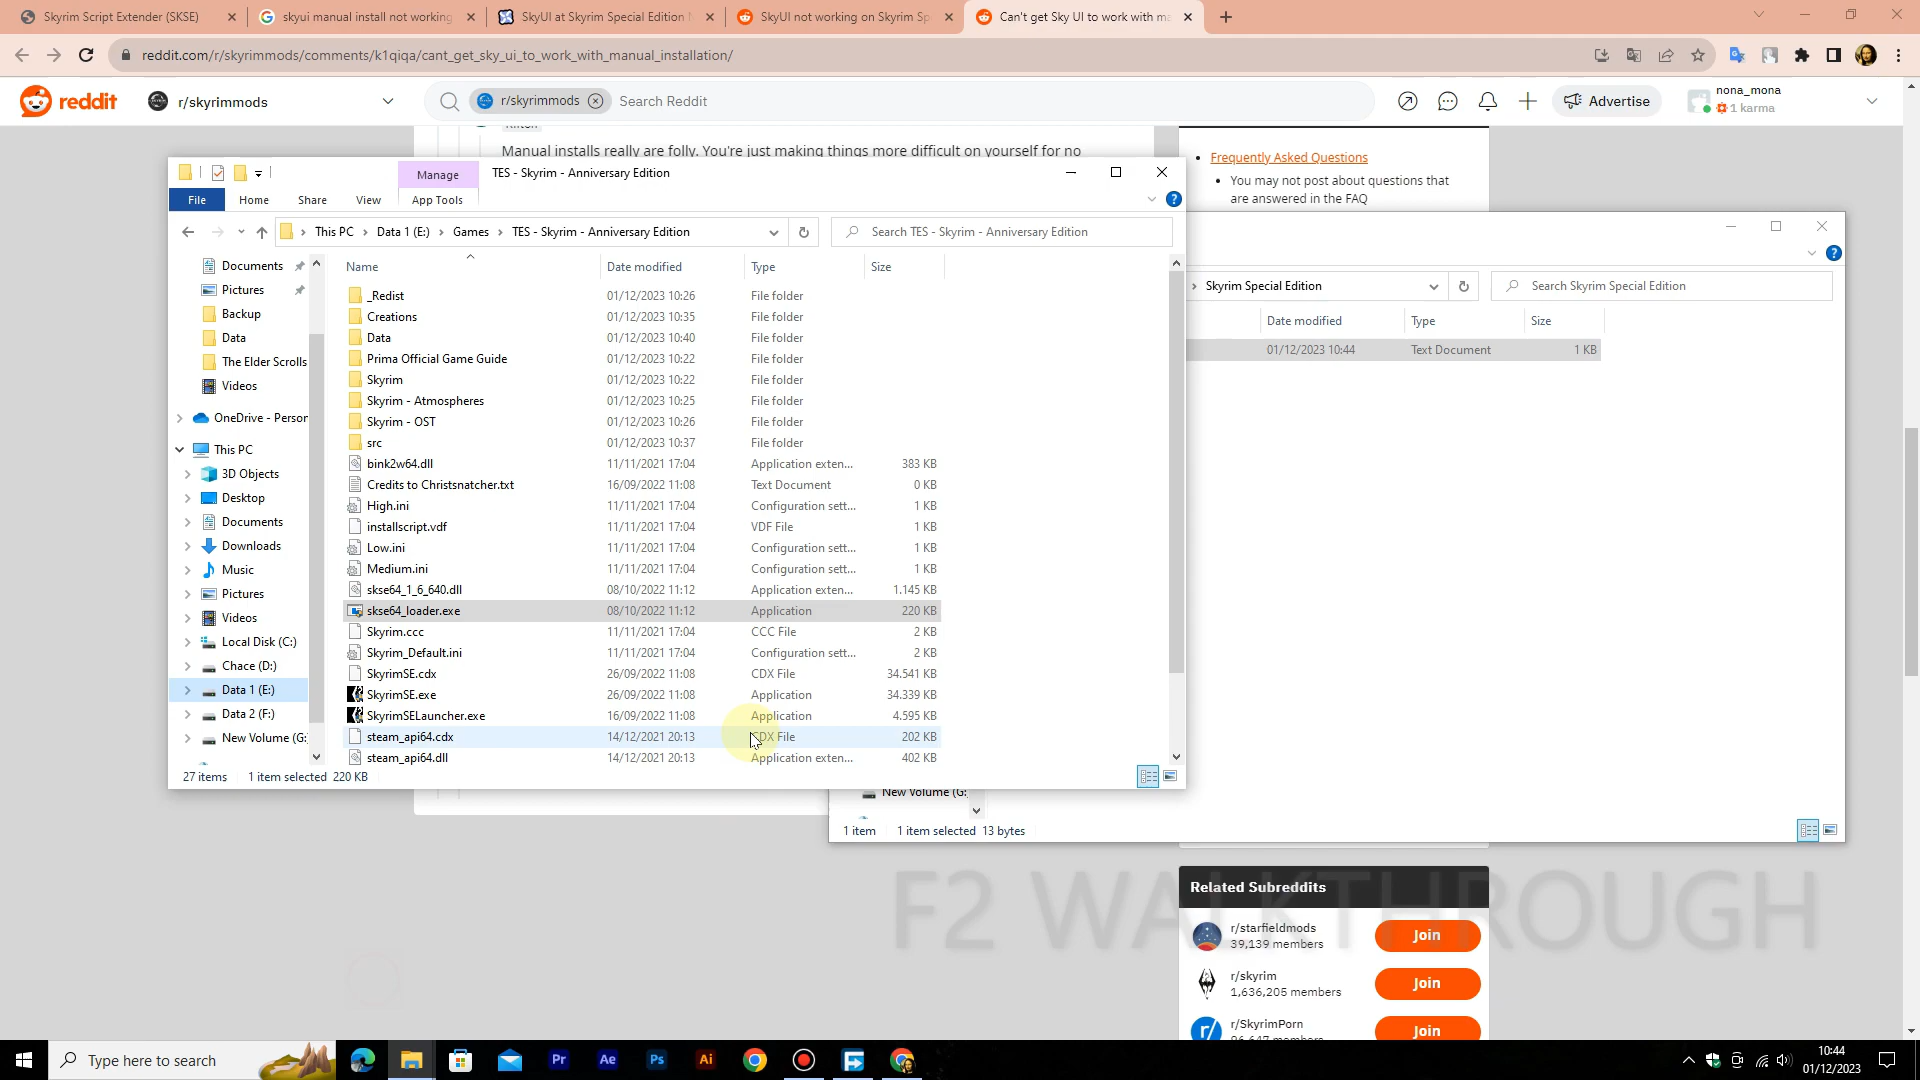 Skyrim Script Extender (SKSE)
skyui manual install not working
SkyUI at Skyrim Special Edition
SkyUI not working on Skyrim Sp
Can't get Sky UI to work with ma
reddit.com/r/skyrimmods/comments/k1qiqa/cant_get_sky_ui_to_work_with_manual_installation/
reddit
r/skyrimmods
r/skyrimmods
Search Reddit
Advertise
nona_mona
1 karma
Manual installs really are folly. You're just making things more difficult on yourself for no
Frequently Asked Questions
You may not post about questions that
are answered in the FAQ
Manage
TES - Skyrim - Anniversary Edition
File
Home
Share
View
App Tools
This PC
Data 1 (E:)
Games
TES - Skyrim - Anniversary Edition
Search TES - Skyrim - Anniversary Edition
Documents
Pictures
Backup
Data
The Elder Scrolls
Videos
OneDrive - Person
This PC
3D Objects
Desktop
Documents
Downloads
Music
Pictures
Videos
Local Disk (C:)
Chace (D:)
Data 1 (E:)
Data 2 (F:)
New Volume (G:
Name Date modified Type Size
_Redist 01/12/2023 10:26 File folder
Creations 01/12/2023 10:35 File folder
Data 01/12/2023 10:40 File folder
Prima Official Game Guide 01/12/2023 10:22 File folder
Skyrim 01/12/2023 10:22 File folder
Skyrim - Atmospheres 01/12/2023 10:25 File folder
Skyrim - OST 01/12/2023 10:26 File folder
src 01/12/2023 10:37 File folder
bink2w64.dll 11/11/2021 17:04 Application exten... 383 KB
Credits to Christsnatcher.txt 16/09/2022 11:08 Text Document 0 KB
High.ini 11/11/2021 17:04 Configuration sett... 1 KB
installscript.vdf 11/11/2021 17:04 VDF File 1 KB
Low.ini 11/11/2021 17:04 Configuration sett... 1 KB
Medium.ini 11/11/2021 17:04 Configuration sett... 1 KB
skse64_1_6_640.dll 08/10/2022 11:12 Application exten... 1.145 KB
skse64_loader.exe 08/10/2022 11:12 Application 220 KB
Skyrim.ccc 11/11/2021 17:04 CCC File 2 KB
Skyrim_Default.ini 11/11/2021 17:04 Configuration sett... 2 KB
SkyrimSE.cdx 26/09/2022 11:08 CDX File 34.541 KB
SkyrimSE.exe 26/09/2022 11:08 Application 34.339 KB
SkyrimSELauncher.exe 16/09/2022 11:08 Application 4.595 KB
steam_api64.cdx 14/12/2021 20:13 CDX File 202 KB
steam_api64.dll 14/12/2021 20:13 Application exten... 402 KB
27 items 1 item selected 220 KB
Skyrim Special Edition
Search Skyrim Special Edition
Date modified Type Size
01/12/2023 10:44 Text Document 1 KB
New Volume (G:
1 item 1 item selected 13 bytes
F2 WALKTHROUGH
Related Subreddits
r/starfieldmods
39,139 members
Join
r/skyrim
1,636,205 members
Join
r/SkyrimPorn
Join
Type here to search
Pr
Ae
Ps
Ai
10:44
01/12/2023